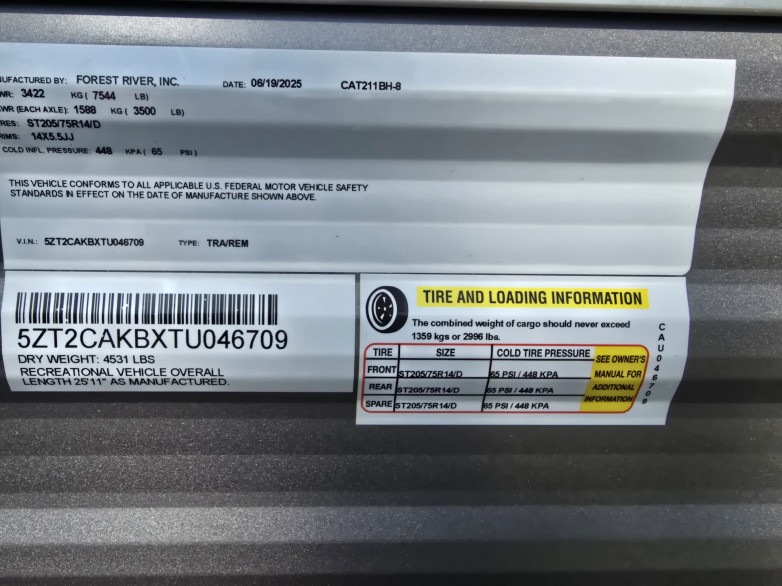 UFACTURED BY: FOREST RIVER, INC. DATE: 06/19/2025 CAT211BH-8
WR: 3422 KG ( 7544 LB)
WR (EACH AXLE): 1588 KG ( 3500 LB)
RES: ST205/75R14/D
RIMS: 14X5.5JJ
COLD INFL. PRESSURE: 448 KPA ( 65 PSI )
THIS VEHICLE CONFORMS TO ALL APPLICABLE U.S. FEDERAL MOTOR VEHICLE SAFETY
STANDARDS IN EFFECT ON THE DATE OF MANUFACTURE SHOWN ABOVE.
V.I.N.: 5ZT2CAKBXTU046709 TYPE: TRA/REM
5ZT2CAKBXTU046709
DRY WEIGHT: 4531 LBS
RECREATIONAL VEHICLE OVERALL
LENGTH 25'11" AS MANUFACTURED.
TIRE AND LOADING INFORMATION
The combined weight of cargo should never exceed
1359 kgs or 2996 lbs.
TIRE SIZE COLD TIRE PRESSURE
FRONT ST205/75R14/D 65 PSI / 448 KPA
REAR ST205/75R14/D 65 PSI / 448 KPA
SPARE ST205/75R14/D 65 PSI / 448 KPA
SEE OWNER'S
MANUAL FOR
ADDITIONAL
INFORMATION
CAU046709